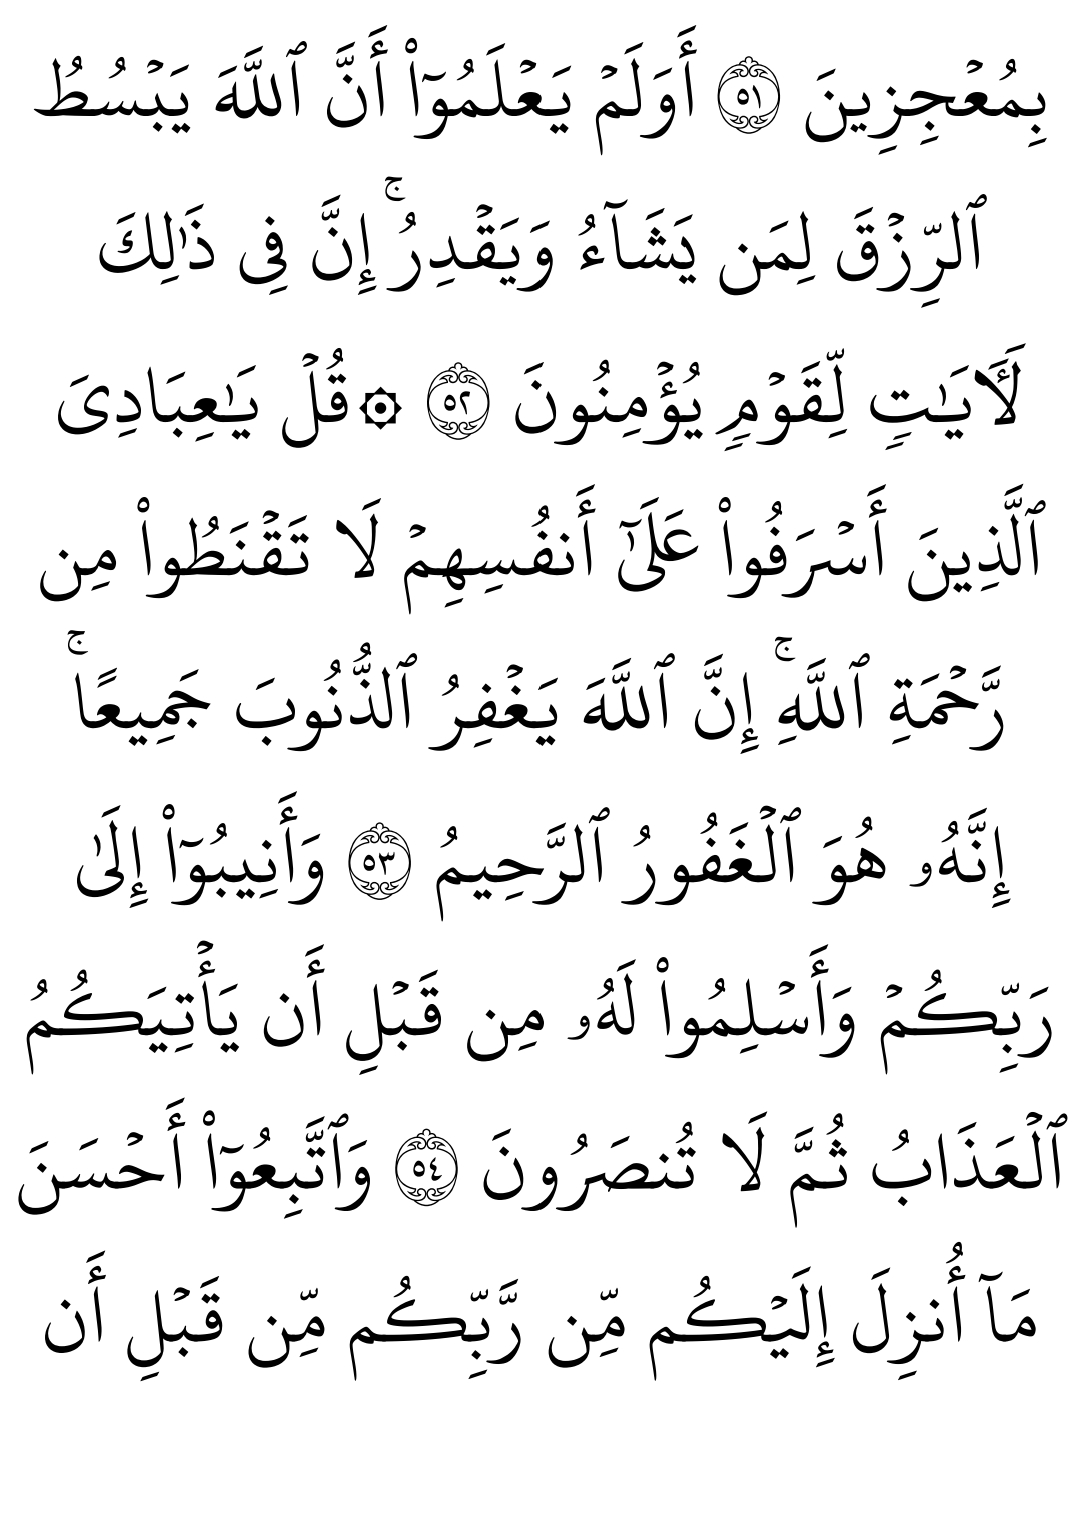 بِمُعۡجِزِينَ ٥١ أَوَلَمۡ يَعۡلَمُوٓاْ أَنَّ ٱللَّهَ يَبۡسُطُ
ٱلرِّزۡقَ لِمَن يَشَآءُ وَيَقۡدِرُۚ إِنَّ فِى ذَٰلِكَ
لَأٓيَٰتٖ لِّقَوۡمٖ يُؤۡمِنُونَ ٥٢ ۞ قُلۡ يَٰعِبَادِىَ
ٱلَّذِينَ أَسۡرَفُواْ عَلَىٰٓ أَنفُسِهِمۡ لَا تَقۡنَطُواْ مِن
رَّحۡمَةِ ٱللَّهِۚ إِنَّ ٱللَّهَ يَغۡفِرُ ٱلذُّنُوبَ جَمِيعًاۚ
إِنَّهُۥ هُوَ ٱلۡغَفُورُ ٱلرَّحِيمُ ٥٣ وَأَنِيبُوٓاْ إِلَىٰ
رَبِّكُمۡ وَأَسۡلِمُواْ لَهُۥ مِن قَبۡلِ أَن يَأۡتِيَكُمُ
ٱلۡعَذَابُ ثُمَّ لَا تُنصَرُونَ ٥٤ وَٱتَّبِعُوٓاْ أَحۡسَنَ
مَآ أُنزِلَ إِلَيۡكُم مِّن رَّبِّكُم مِّن قَبۡلِ أَن